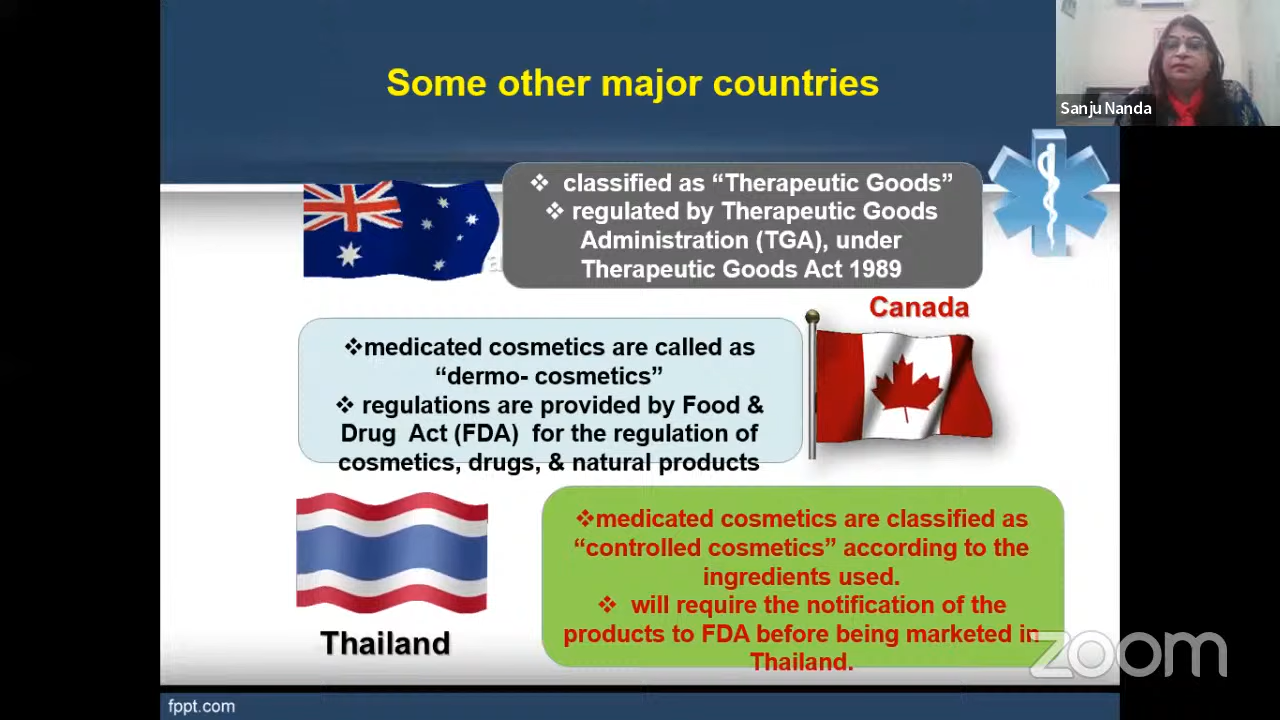 Some other major countries
Sanju Nanda
❖ classified as “Therapeutic Goods”
❖ regulated by Therapeutic Goods
Administration (TGA), under
Therapeutic Goods Act 1989
Canada
❖medicated cosmetics are called as
“dermo- cosmetics”
❖ regulations are provided by Food &
Drug Act (FDA) for the regulation of
cosmetics, drugs, & natural products
❖medicated cosmetics are classified as
“controlled cosmetics” according to the
ingredients used.
❖ will require the notification of the
products to FDA before being marketed in
Thailand.
Thailand
zoom
fppt.com